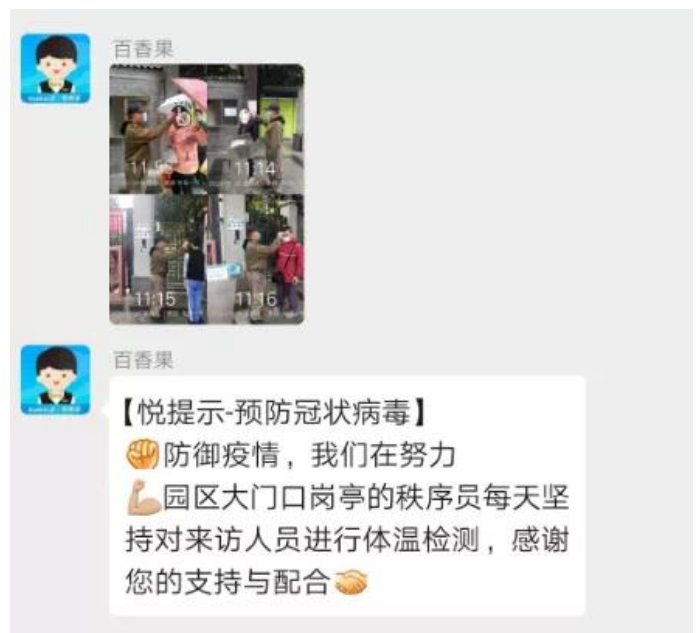 百香果
11:14
11:15
11:16
百香果
【悦提示-预防冠状病毒】
✊防御疫情，我们在努力
💪园区大门口岗亭的秩序员每天坚
持对来访人员进行体温检测，感谢
您的支持与配合🤝